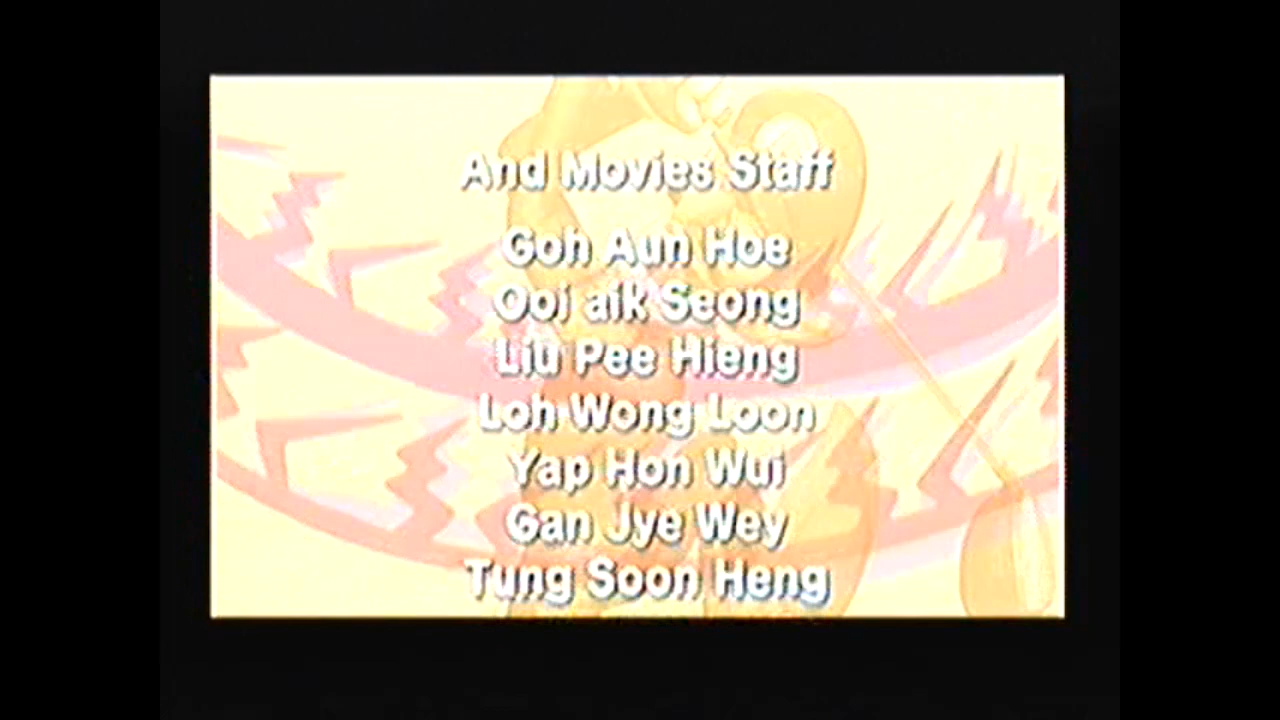 And Movies Staff
Goh Aun Hoe
Ooi aik Seong
Liu Pee Hieng
Loh Wong Loon
Yap Hon Wui
Gan Jye Wey
Tung Soon Heng